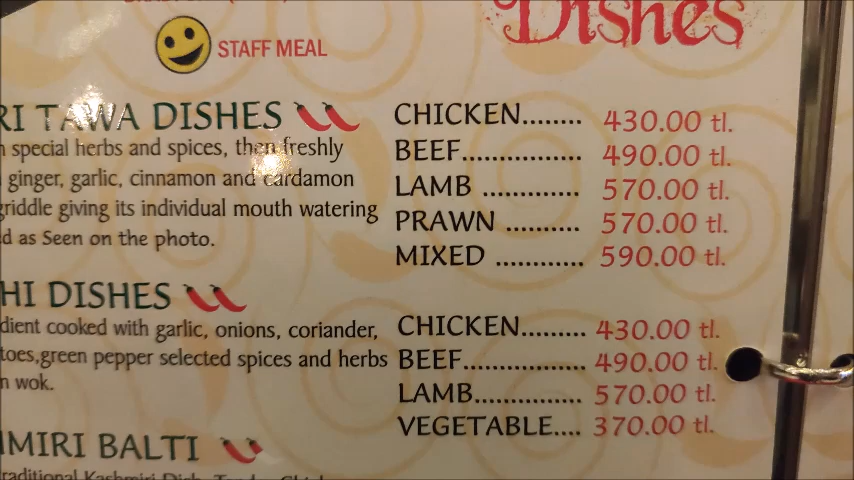 Dishes
STAFF MEAL
TAWA DISHES
special herbs and spices, then freshly
ginger, garlic, cinnamon and cardamon
griddle giving its individual mouth watering
as Seen on the photo.
CHICKEN........ 430.00 tl.
BEEF................ 490.00 tl.
LAMB ............. 570.00 tl.
PRAWN .......... 570.00 tl.
MIXED ............ 590.00 tl.
HI DISHES
dient cooked with garlic, onions, coriander,
toes,green pepper selected spices and herbs
n wok.
CHICKEN......... 430.00 tl.
BEEF................. 490.00 tl.
LAMB............... 570.00 tl.
VEGETABLE.... 370.00 tl.
MIRI BALTI